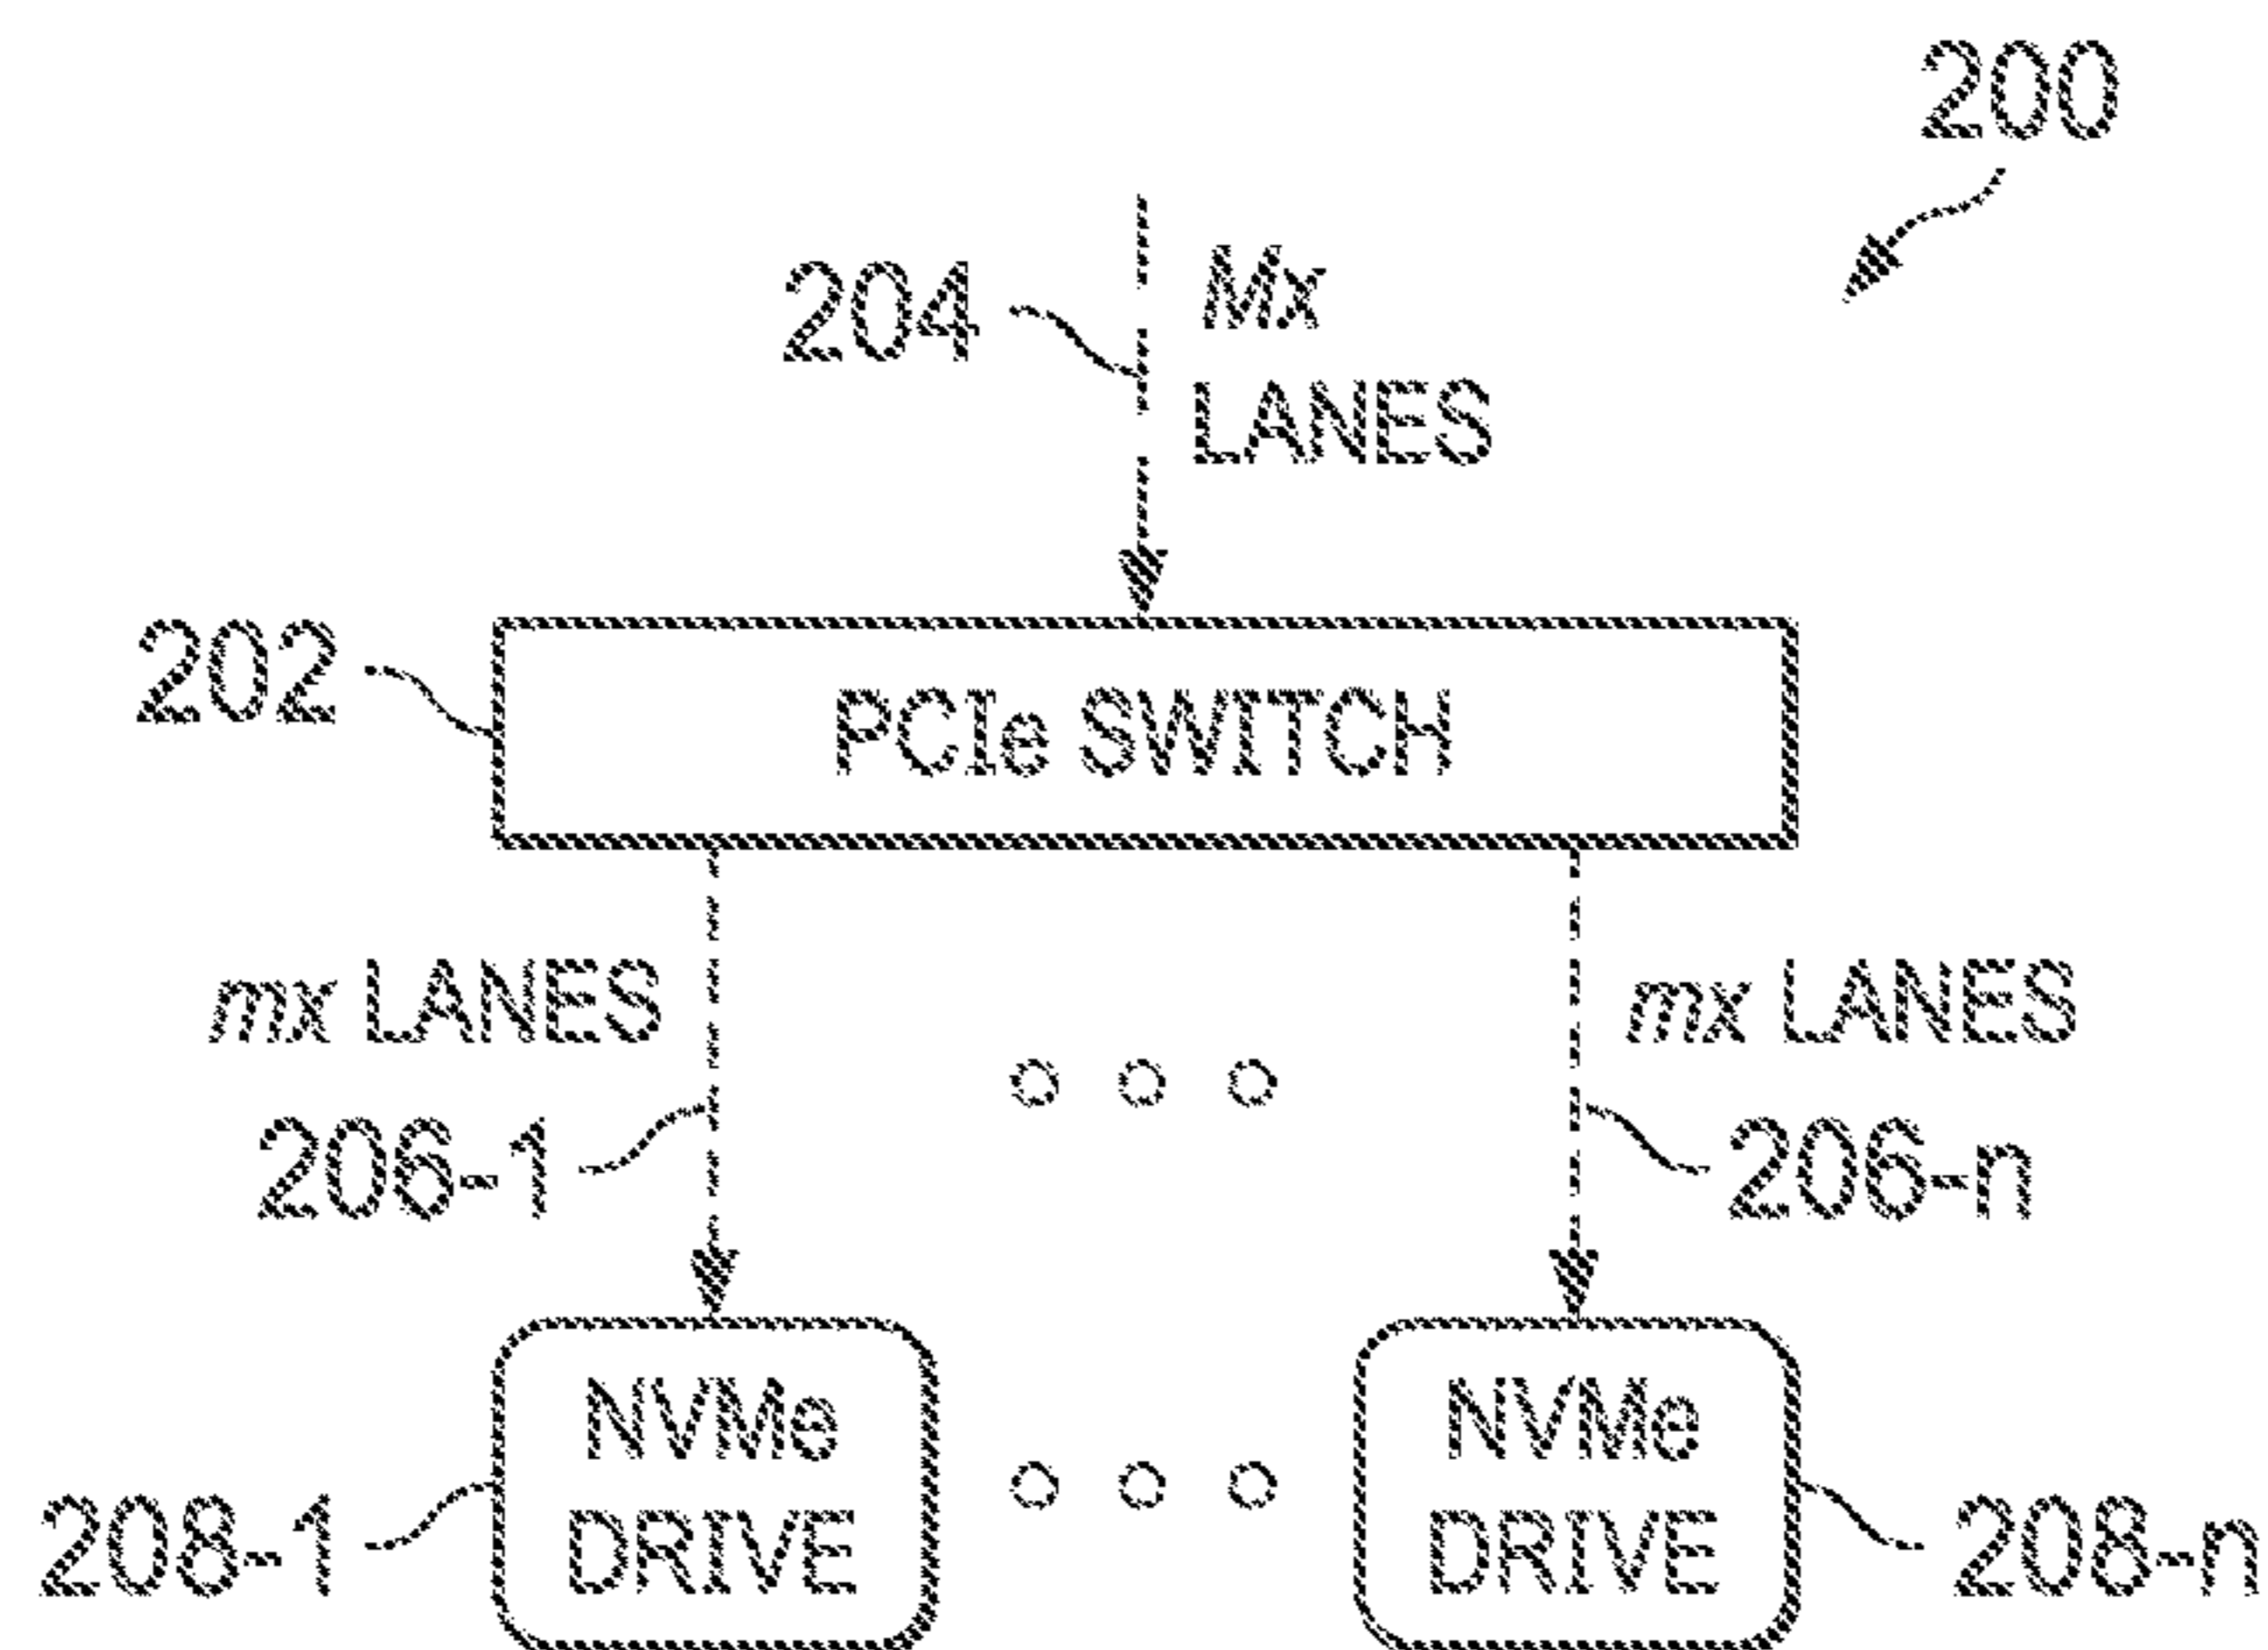 200
204
Mx
LANES
202
PCIe SWITCH
mx LANES
mx LANES
206-1
206-n
NVMe
DRIVE
NVMe
DRIVE
208-1
208-n